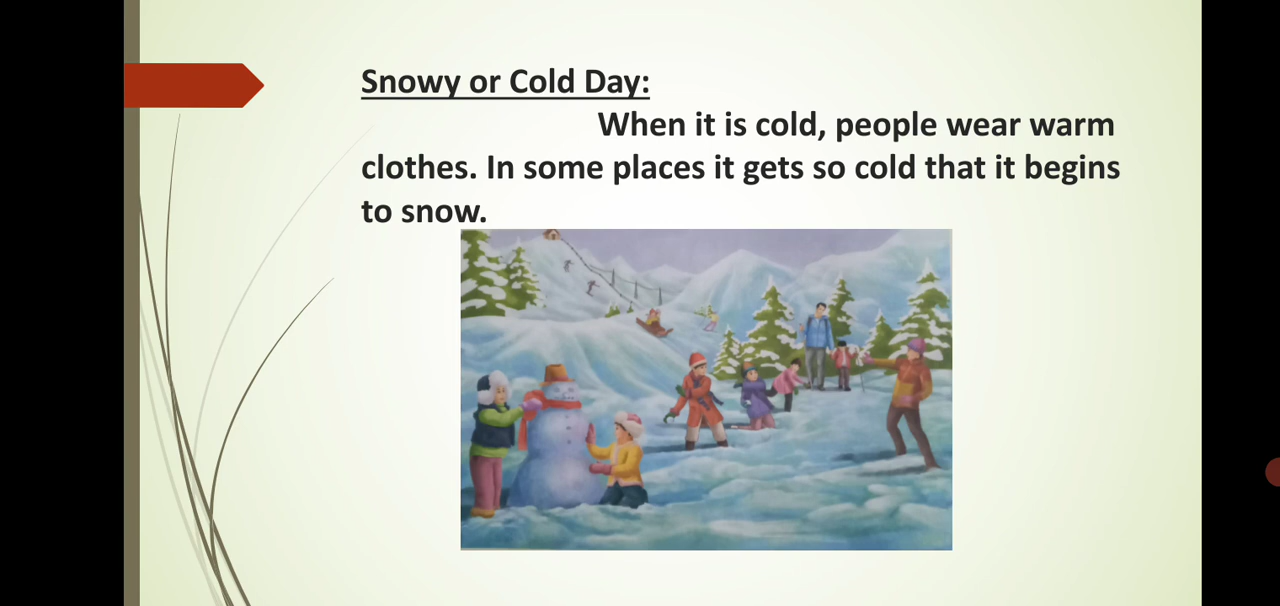 Snowy or Cold Day:
When it is cold, people wear warm
clothes. In some places it gets so cold that it begins
to snow.